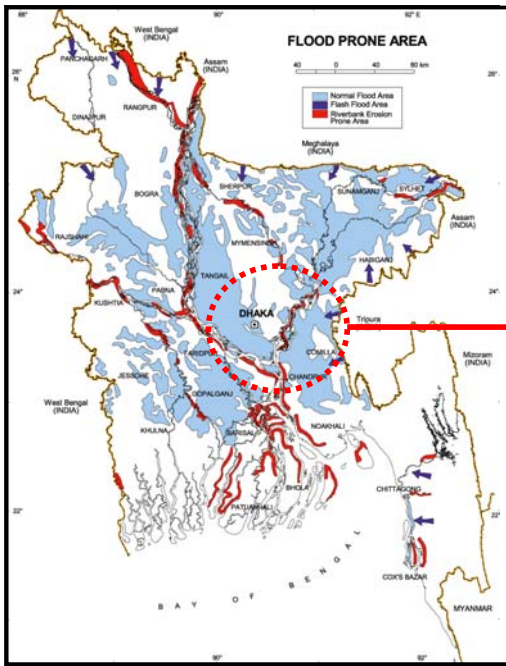 88
90
92 E
West Bengal
(INDIA)
PANCHAGARH
Assam
(INDIA)
FLOOD PRONE AREA
26°
N
26°
40 0 40 80 km
RANGPUR
DINAJPUR
Normal Flood Area
Flash Flood Area
Riverbank Erosion
Prone Area
Meghalaya
(INDIA)
SHERPUR
SUNAMGANJ
SYLHET
BOGRA
Assam
(INDIA)
RAJSHAHI
MYMENSINGH
HABIGANJ
TANGAIL
PABNA
24°
24°
KUSHTIA
DHAKA
Tripura
Mizoram
(INDIA)
FARIDPUR
COMILLA
CHANDPUR
JESSORE
West Bengal
(INDIA)
GOPALGANJ
NOAKHALI
KHULNA
BARISAL
BHOLA
CHITTAGONG
PATUAKHALI
22°
22°
COX'S BAZAR
BAY OF BENGAL
MYANMAR
90
92